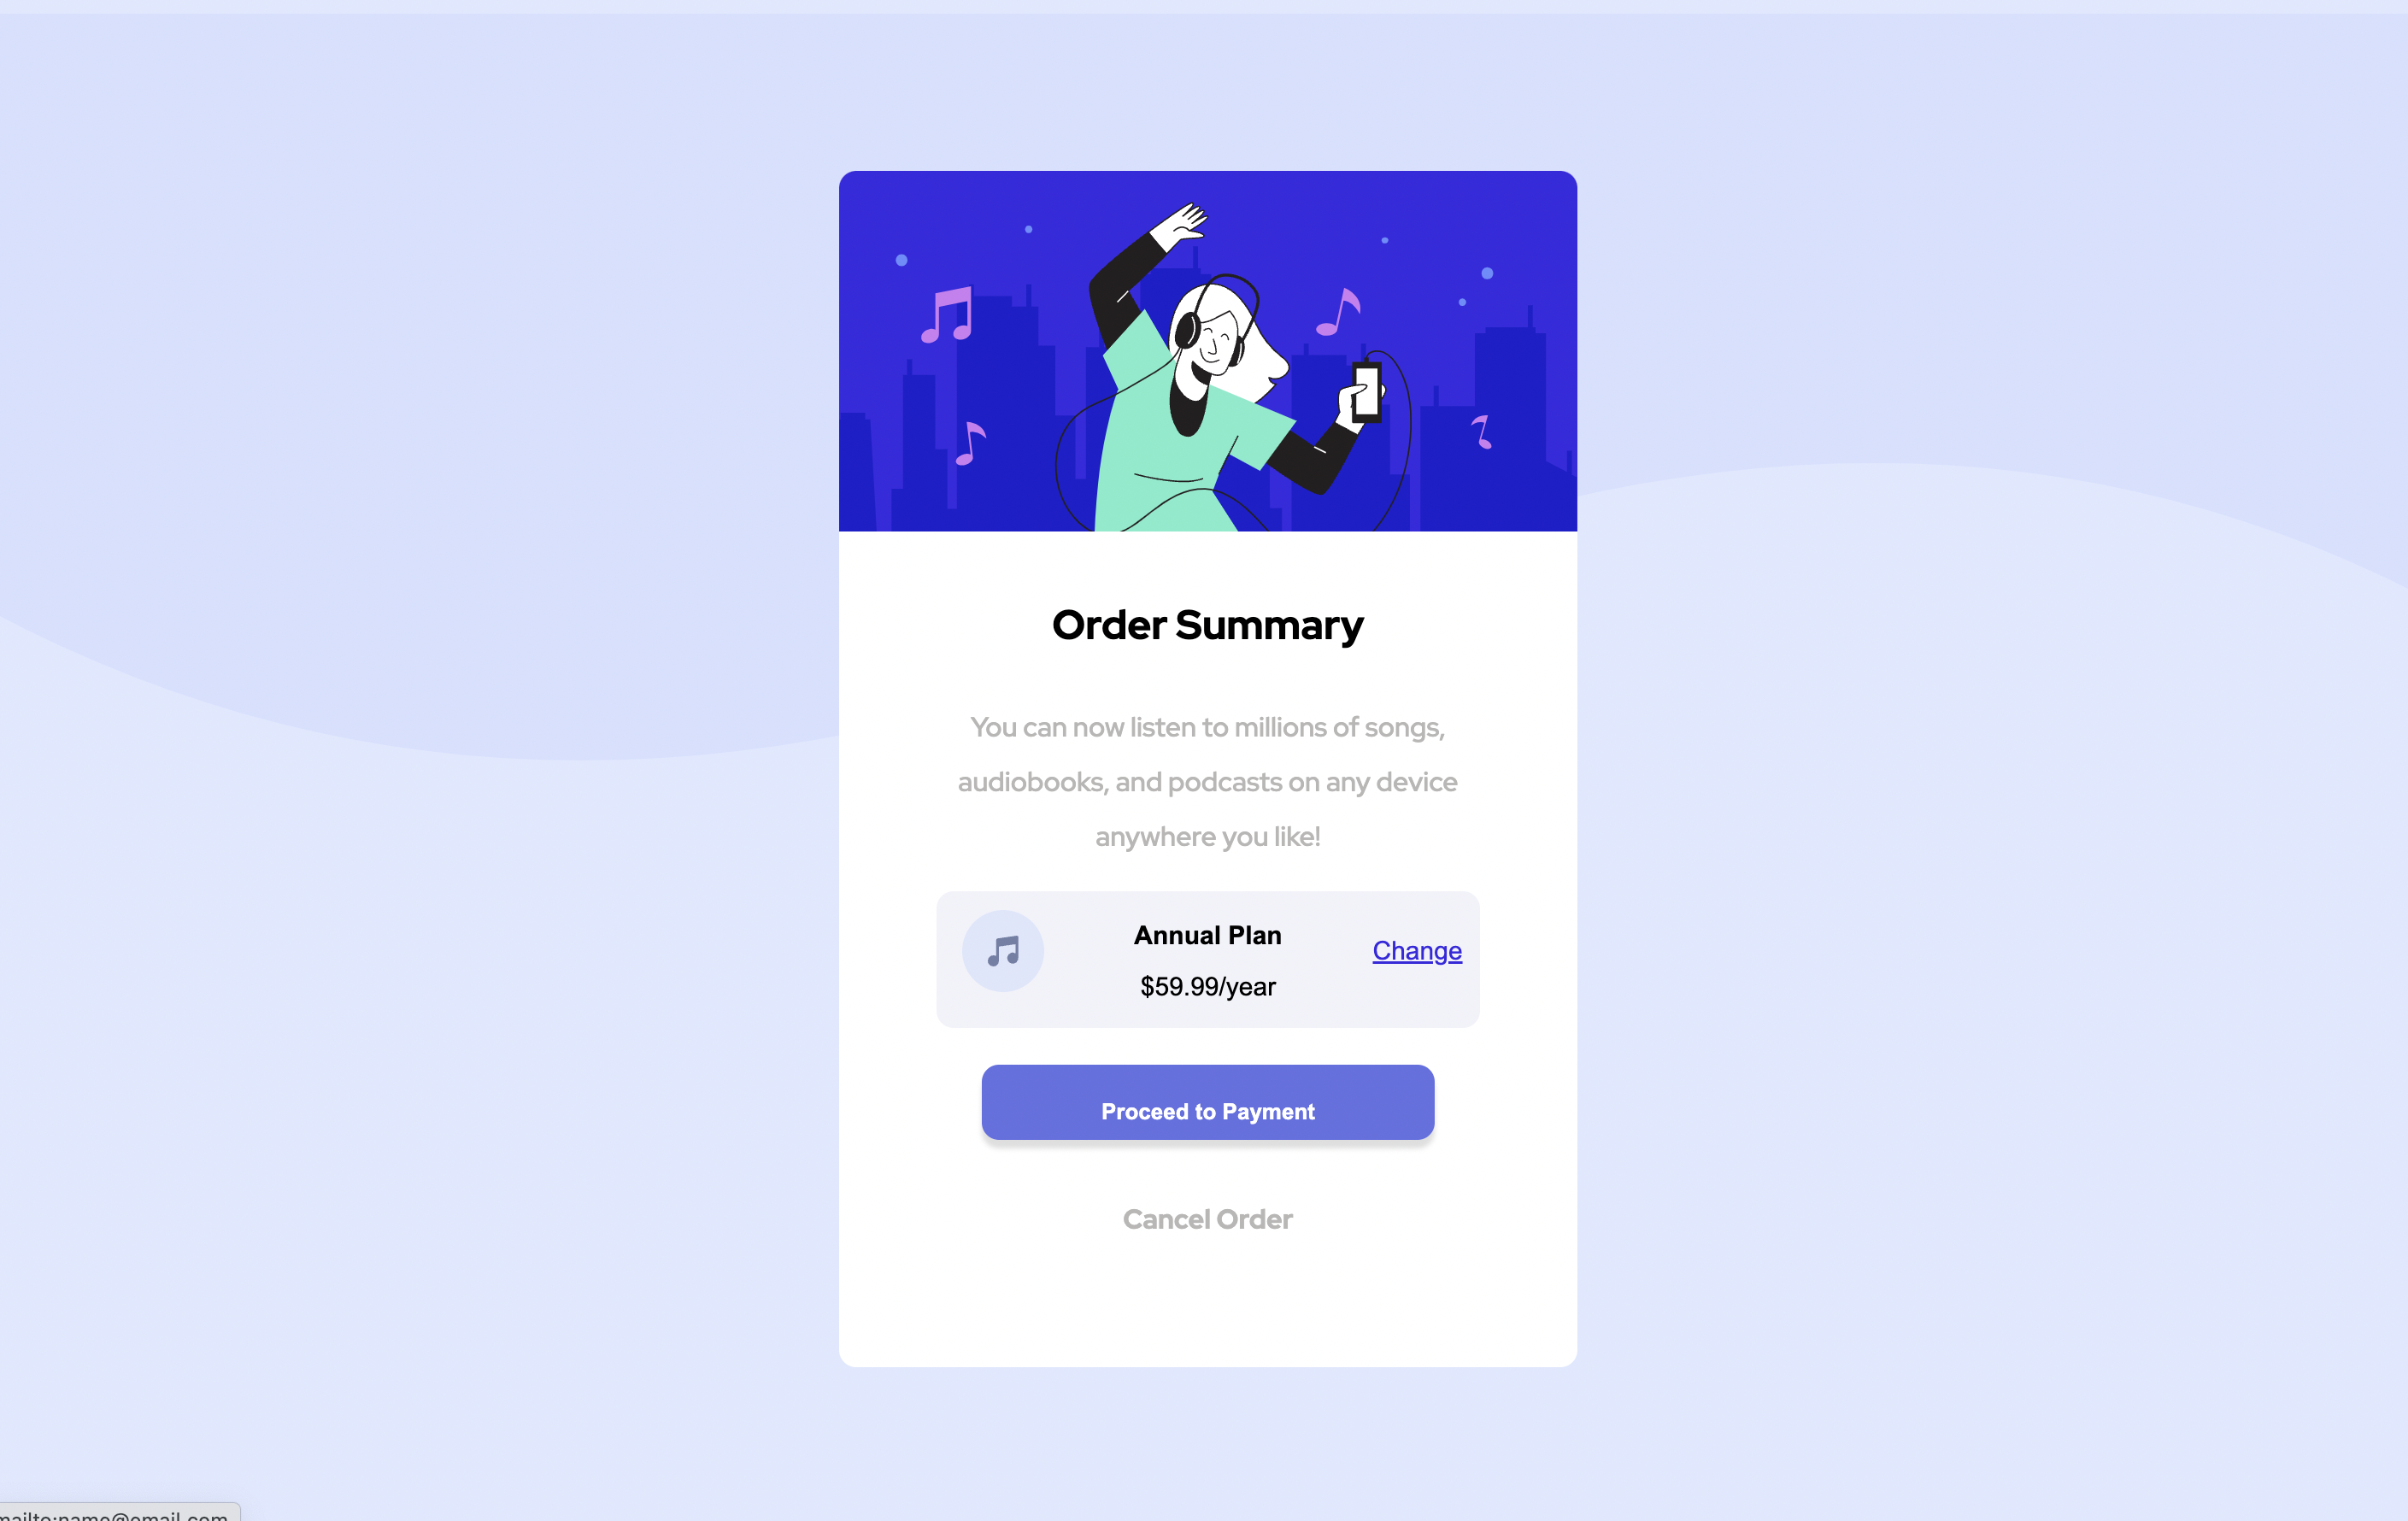 Order Summary
You can now listen to millions of songs,
audiobooks, and podcasts on any device
anywhere you like!
Annual Plan
Change
$59.99/year
Proceed to Payment
Cancel Order
mailto:name@email.com